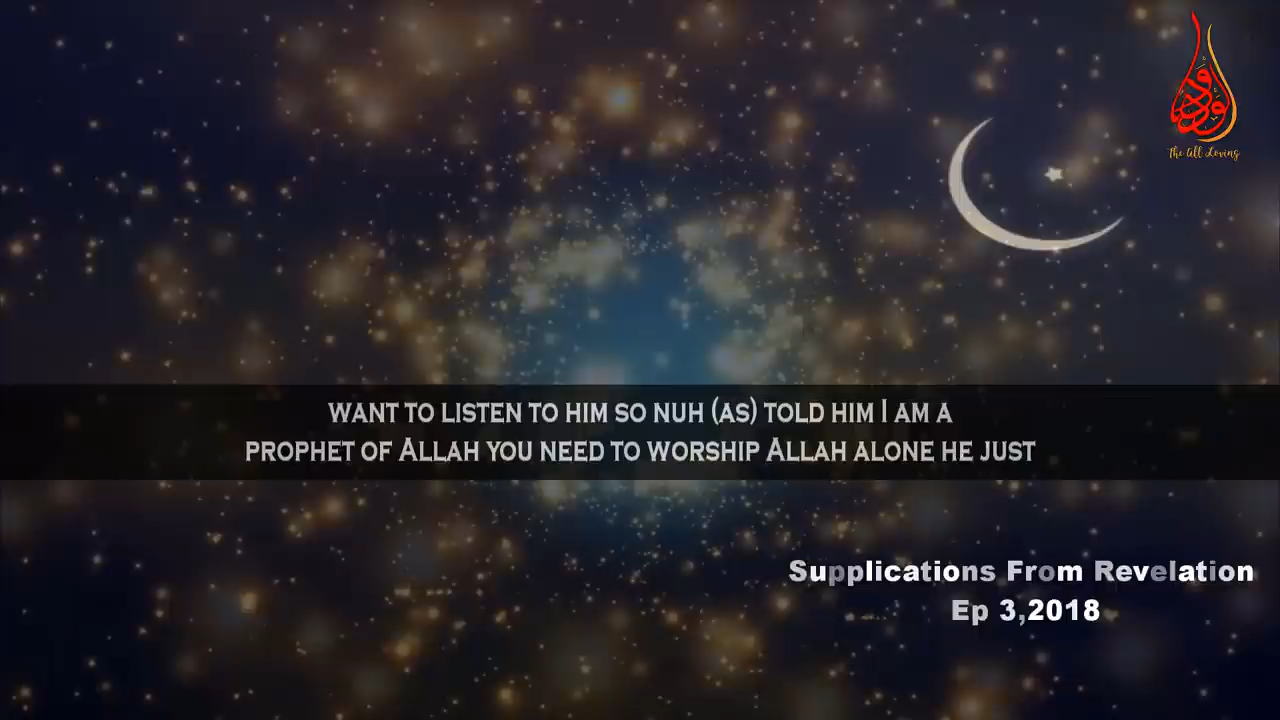 الودود
The All Loving
WANT TO LISTEN TO HIM SO NUH (AS) TOLD HIM I AM A
PROPHET OF ALLAH YOU NEED TO WORSHIP ALLAH ALONE HE JUST
Supplications From Revelation
Ep 3,2018